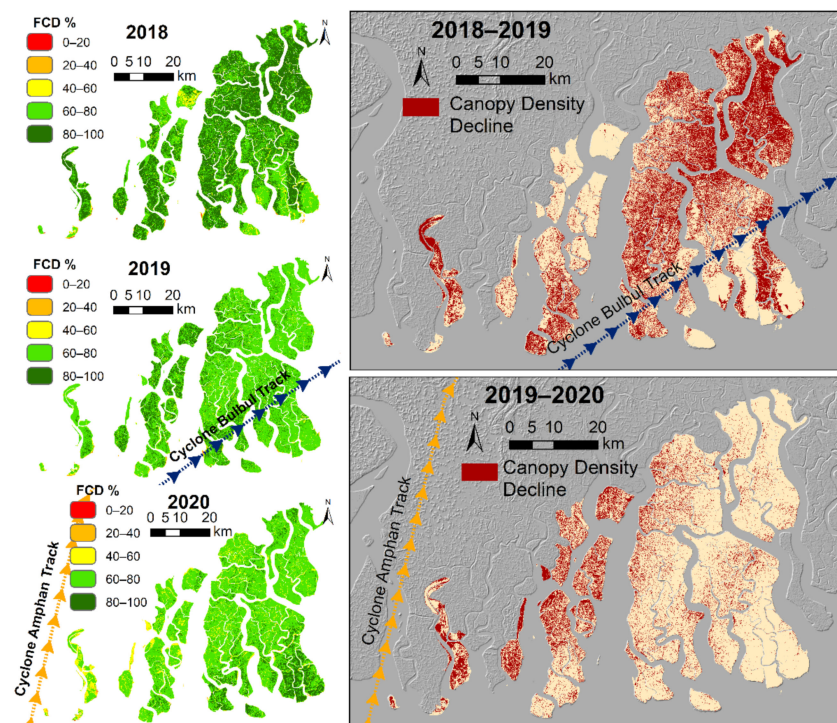 FCD %
2018
0–20
20–40
40–60
60–80
80–100
N
0 5 10 20
km
FCD %
2019
0–20
20–40
40–60
60–80
80–100
N
0 5 10 20
km
Cyclone Bulbul Track
FCD %
2020
0–20
20–40
40–60
60–80
80–100
N
0 5 10 20
km
Cyclone Amphan Track
2018–2019
N
0 5 10 20
km
Canopy Density
Decline
Cyclone Bulbul Track
2019–2020
N
0 5 10 20
km
Canopy Density
Decline
Cyclone Amphan Track